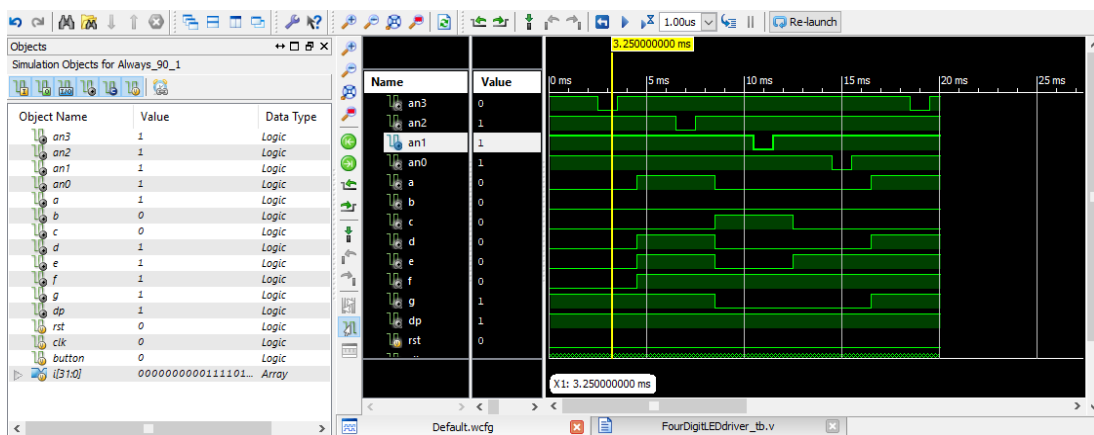 1.00us Re-launch
Objects
Simulation Objects for Always_90_1
Object Name Value Data Type
an3 1 Logic
an2 1 Logic
an1 1 Logic
an0 1 Logic
a 1 Logic
b 0 Logic
c 0 Logic
d 1 Logic
e 1 Logic
f 1 Logic
g 1 Logic
dp 1 Logic
rst 0 Logic
clk 0 Logic
button 0 Logic
i[31:0] 0000000000111101... Array
3.250000000 ms
Name Value
0 ms 5 ms 10 ms 15 ms 20 ms 25 ms
an3 0
an2 1
an1 1
an0 1
a 0
b 0
c 0
d 0
e 0
f 0
g 1
dp 1
rst 0
X1: 3.250000000 ms
Default.wcfg
FourDigitLEDdriver_tb.v